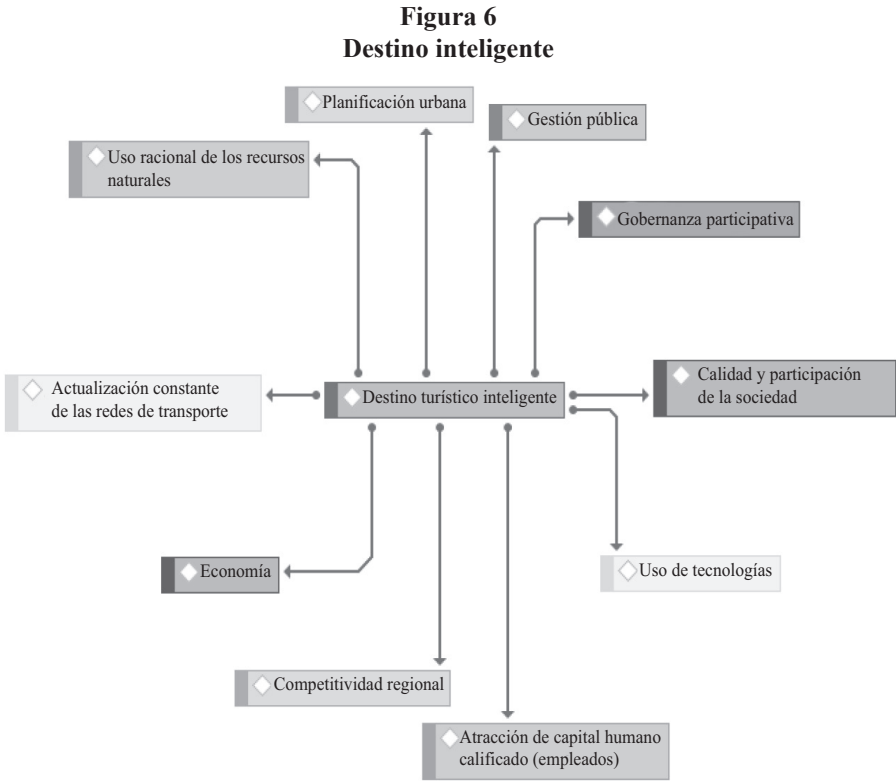 Figura 6
Destino inteligente
Planificación urbana
Gestión pública
Uso racional de los recursos
naturales
Gobernanza participativa
Actualización constante
de las redes de transporte
Destino turístico inteligente
Calidad y participación
de la sociedad
Economía
Uso de tecnologías
Competitividad regional
Atracción de capital humano
calificado (empleados)